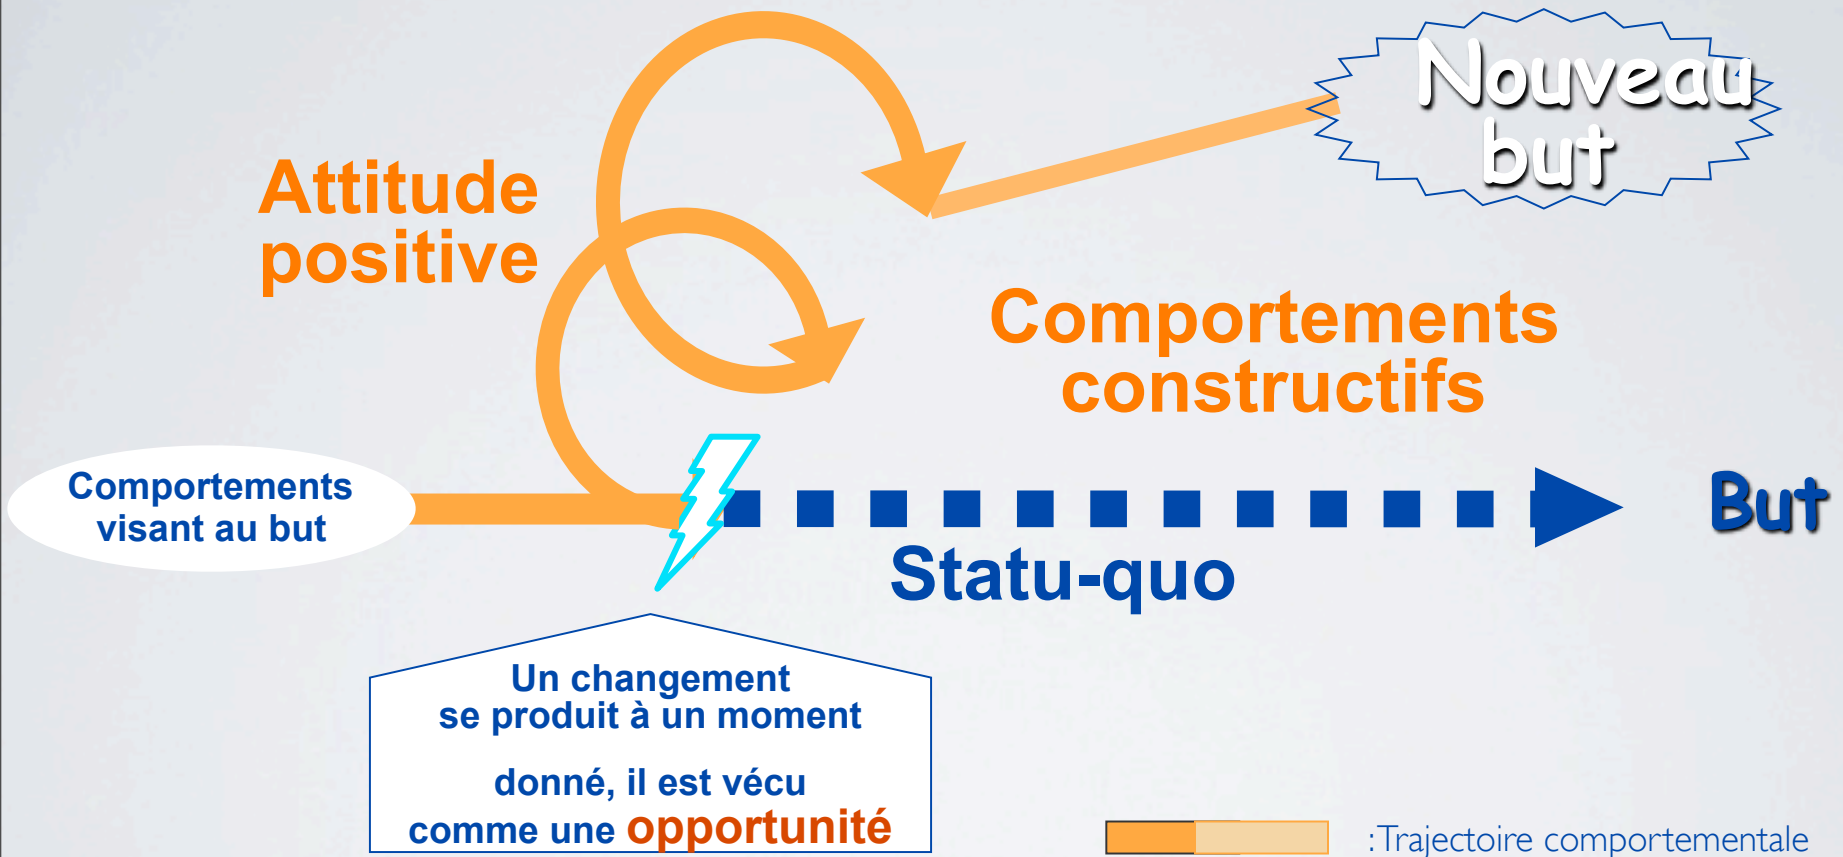 Nouveau
but
Attitude
positive
Comportements
constructifs
Comportements
visant au but
But
Statu-quo
Un changement
se produit à un moment
donné, il est vécu
comme une opportunité
:Trajectoire comportementale